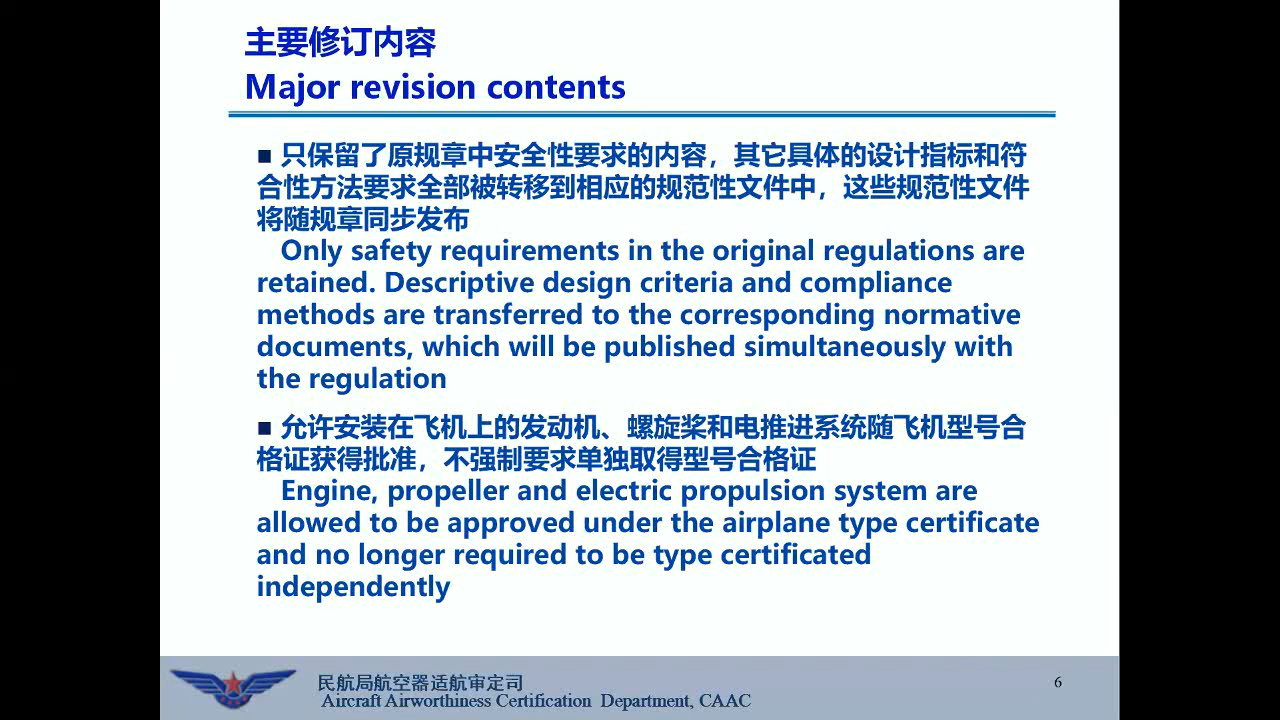 主要修订内容
Major revision contents
■ 只保留了原规章中安全性要求的内容，其它具体的设计指标和符
合性方法要求全部被转移到相应的规范性文件中，这些规范性文件
将随规章同步发布
Only safety requirements in the original regulations are
retained. Descriptive design criteria and compliance
methods are transferred to the corresponding normative
documents, which will be published simultaneously with
the regulation
■ 允许安装在飞机上的发动机、螺旋桨和电推进系统随飞机型号合
格证获得批准，不强制要求单独取得型号合格证
Engine, propeller and electric propulsion system are
allowed to be approved under the airplane type certificate
and no longer required to be type certificated
independently
民航局航空器适航审定司
Aircraft Airworthiness Certification Department, CAAC
6